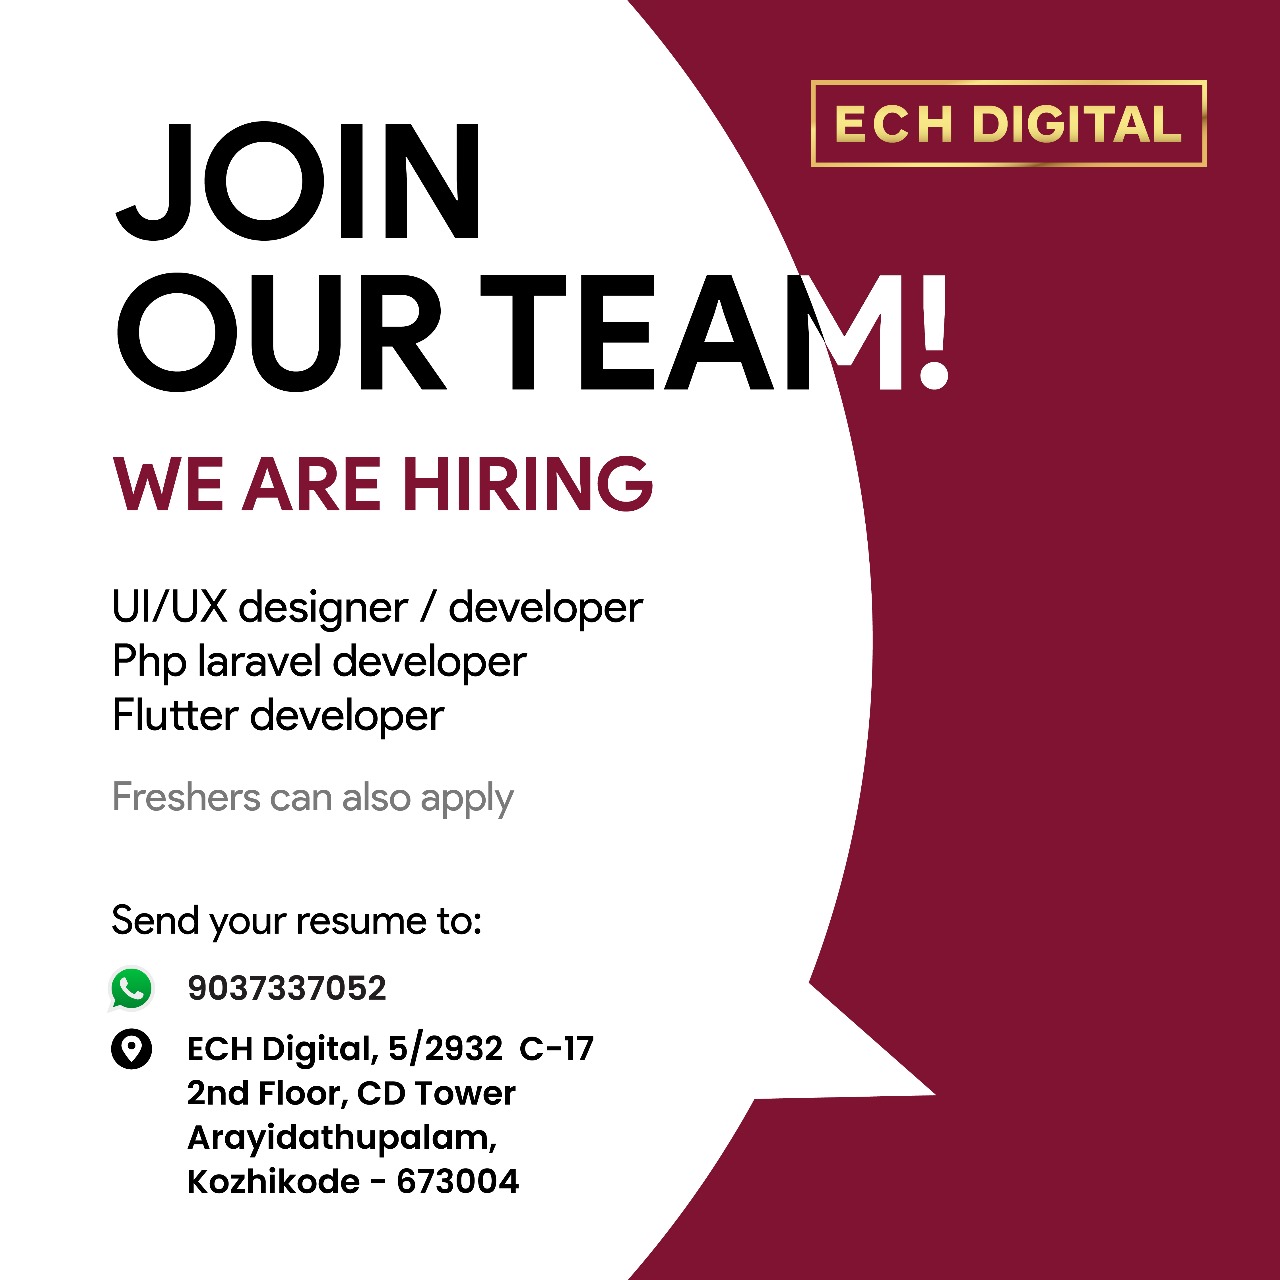 ECH DIGITAL
JOIN
OUR TEAM!
WE ARE HIRING
UI/UX designer / developer
Php laravel developer
Flutter developer
Freshers can also apply
Send your resume to:
9037337052
ECH Digital, 5/2932 C-17
2nd Floor, CD Tower
Arayidathupalam,
Kozhikode - 673004